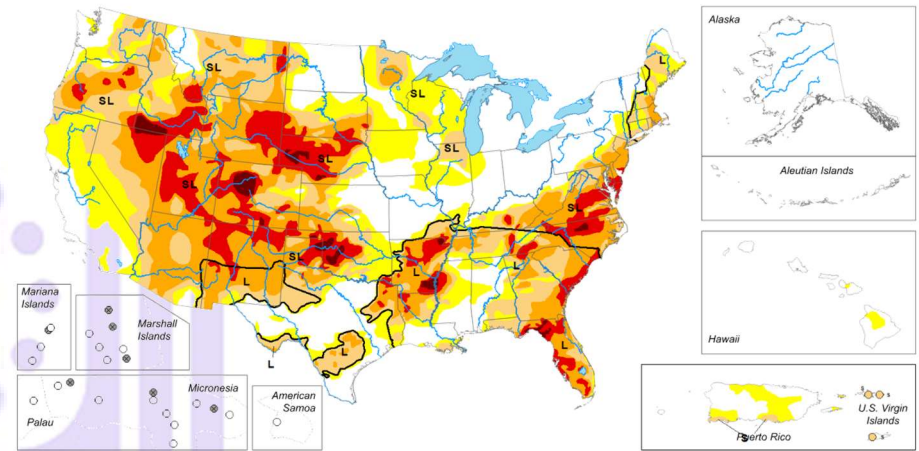 Alaska
L
SL
SL
SL
SL
L
Aleutian Islands
SL
SL
SL
SL
L
L
L
Hawaii
Mariana
Islands
Marshall
Islands
L
L
L
Micronesia
Palau
American
Samoa
s
s
U.S. Virgin
Islands
s
Puerto Rico
S